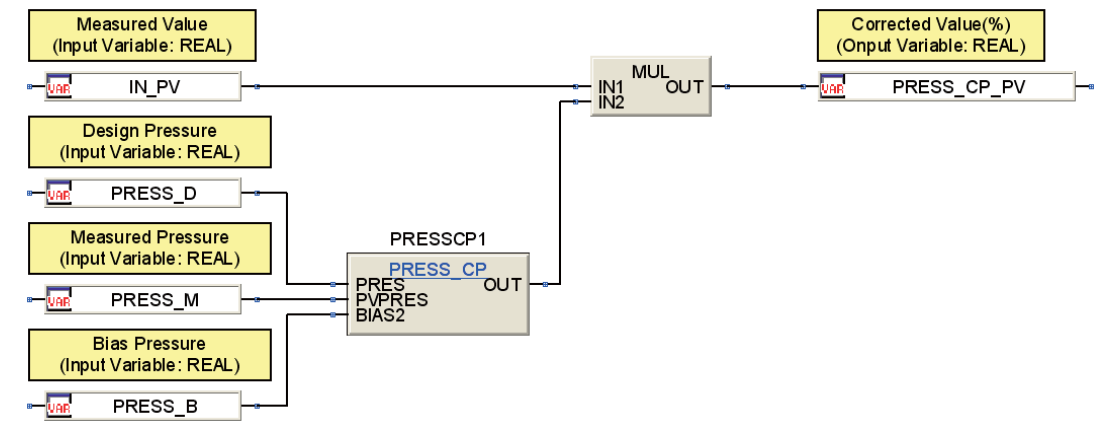 Measured Value
(Input Variable: REAL)
VAR IN_PV
Corrected Value(%)
(Onput Variable: REAL)
MUL
IN1 OUT
IN2
VAR PRESS_CP_PV
Design Pressure
(Input Variable: REAL)
VAR PRESS_D
Measured Pressure
(Input Variable: REAL)
VAR PRESS_M
PRESSCP1
PRESS_CP
PRES OUT
PVPRES
BIAS2
Bias Pressure
(Input Variable: REAL)
VAR PRESS_B